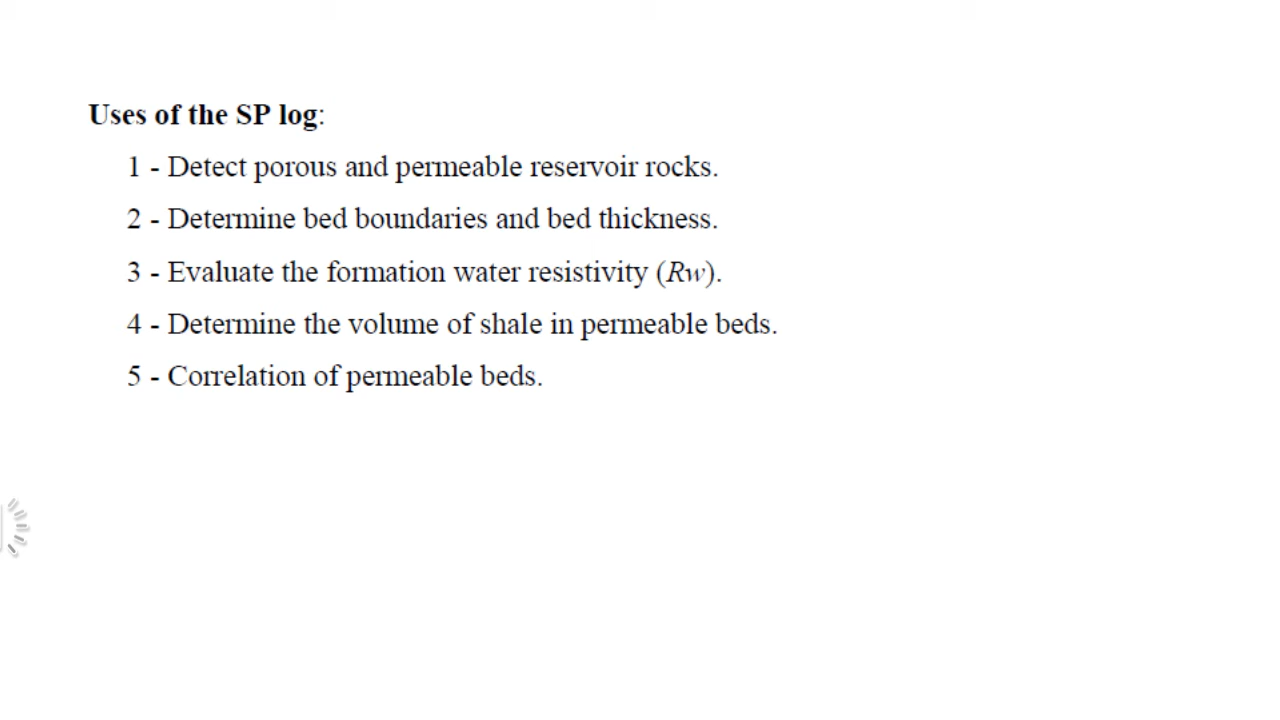 Uses of the SP log:
1 - Detect porous and permeable reservoir rocks.
2 - Determine bed boundaries and bed thickness.
3 - Evaluate the formation water resistivity (Rw).
4 - Determine the volume of shale in permeable beds.
5 - Correlation of permeable beds.